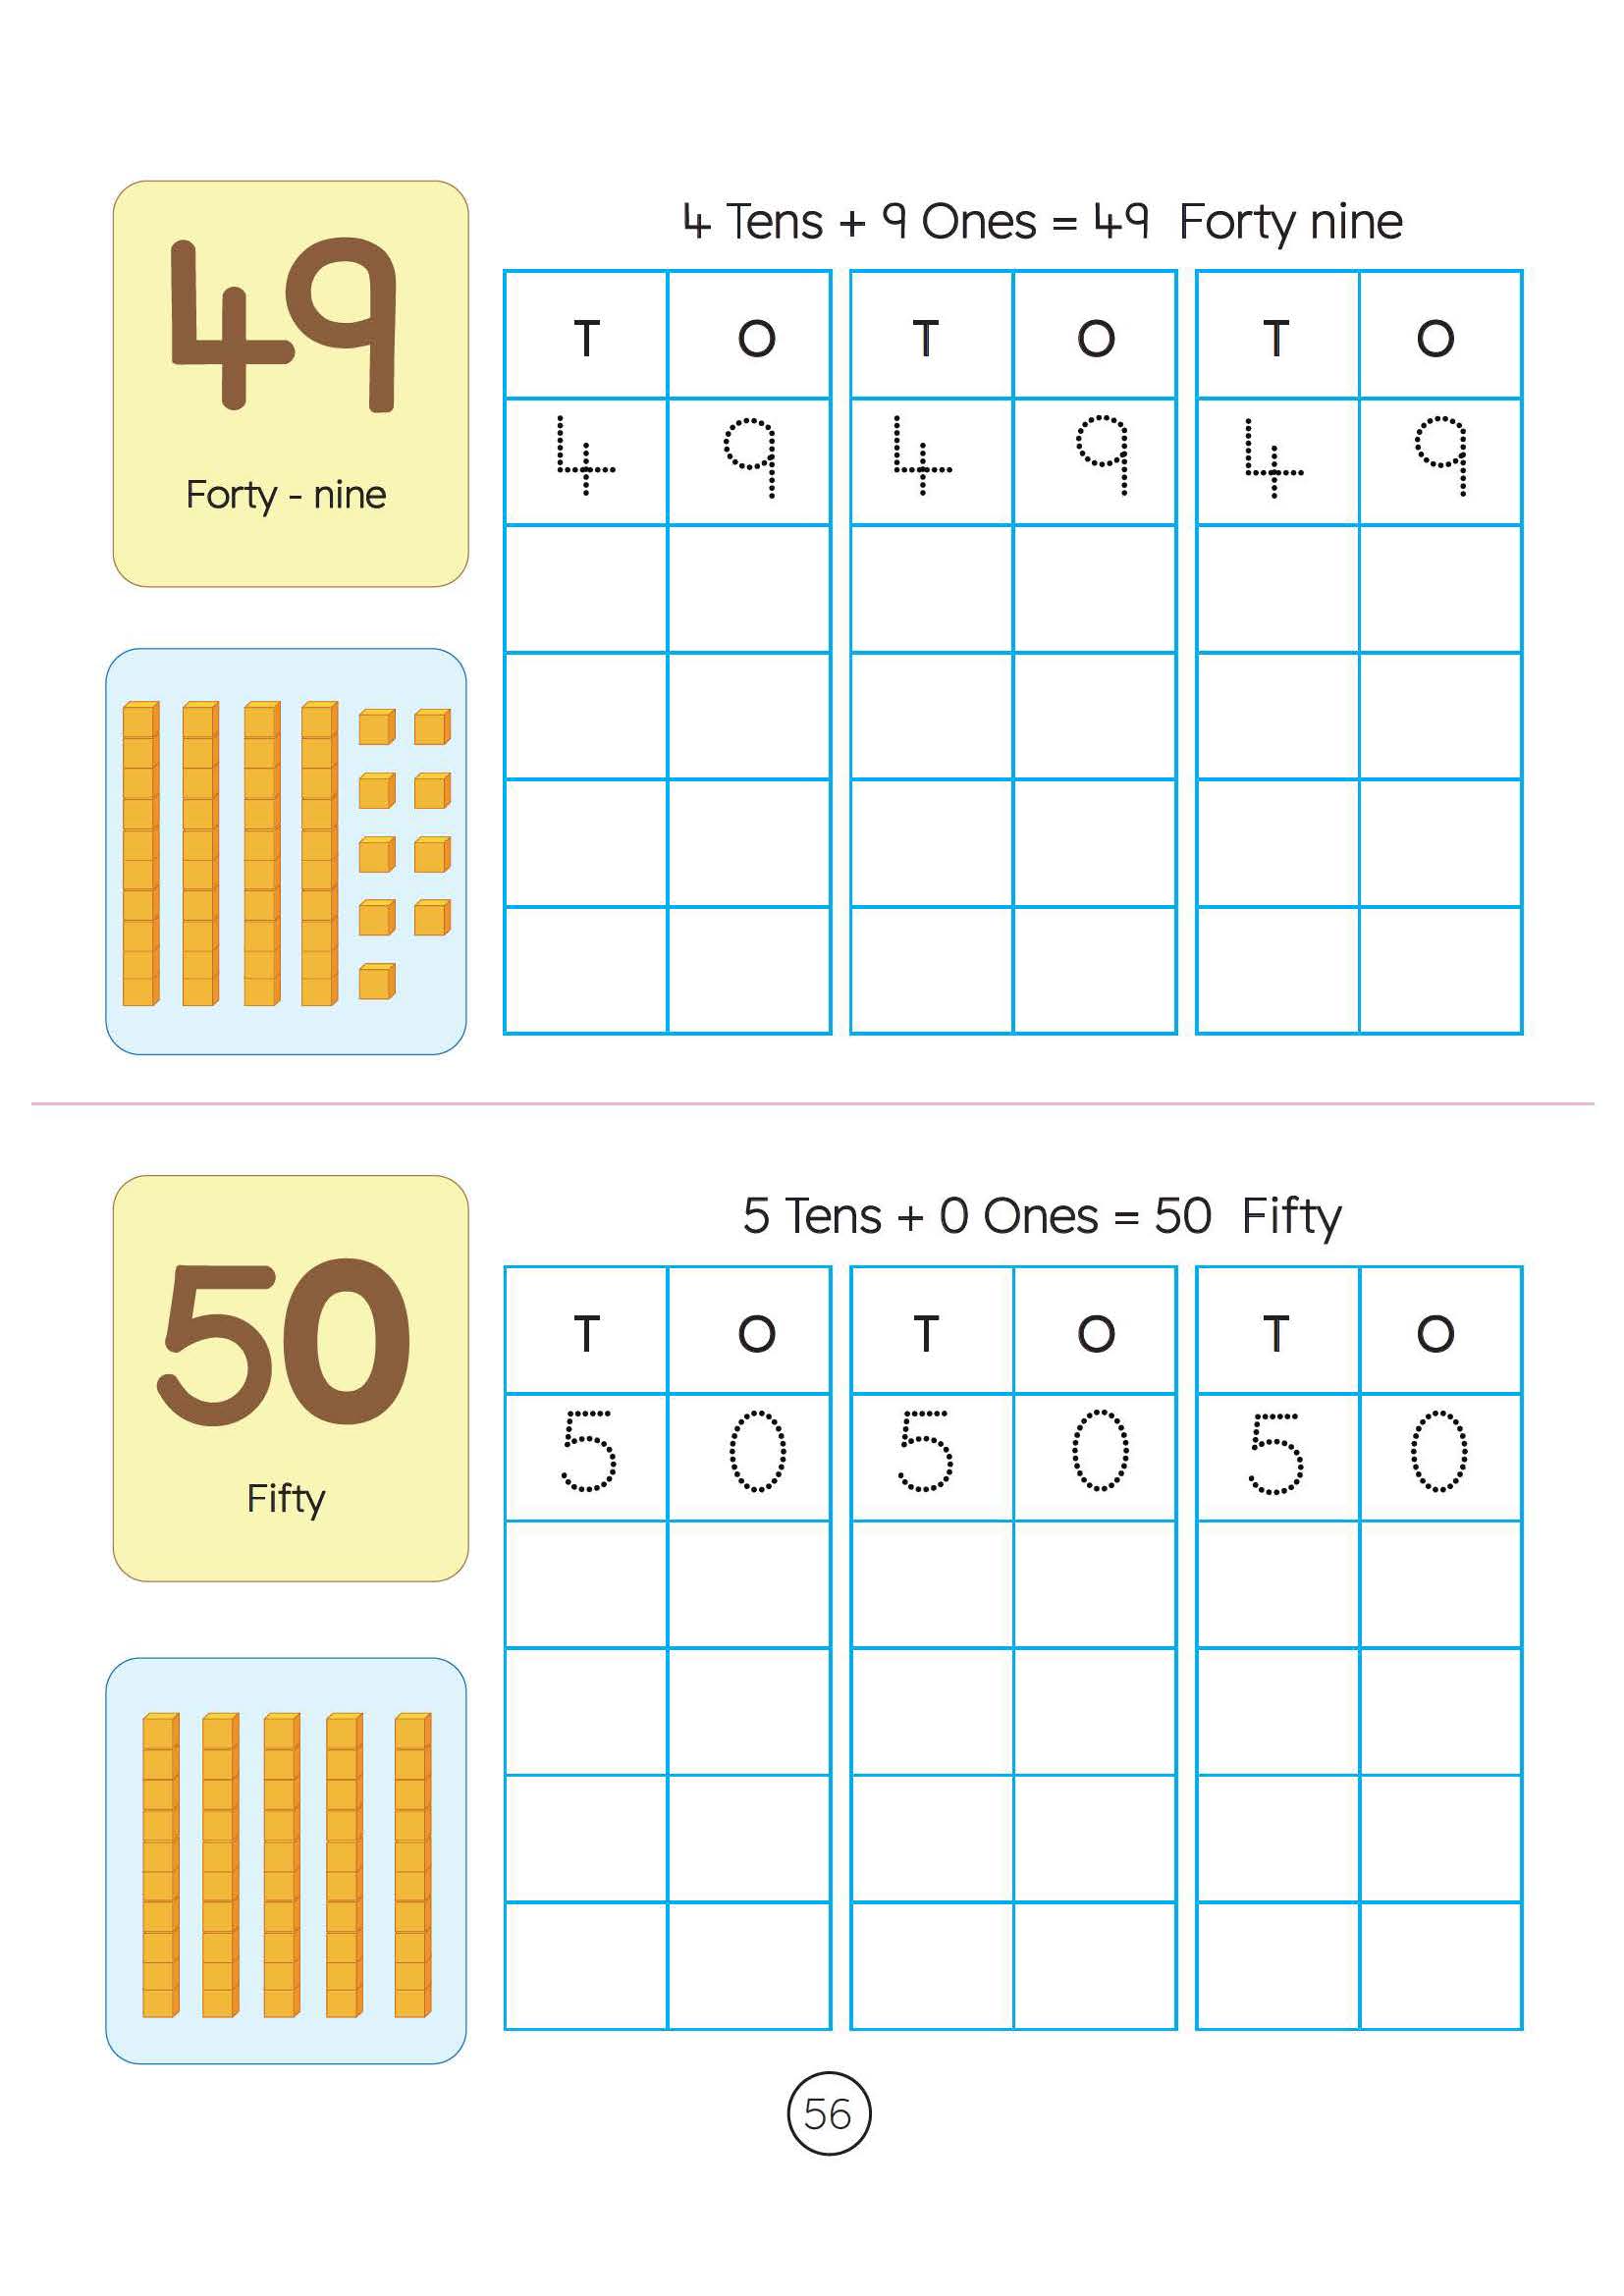 49
Forty - nine
4 Tens + 9 Ones = 49 Forty nine
T O T O T O
4 9 4 9 4 9
50
Fifty
5 Tens + 0 Ones = 50 Fifty
T O T O T O
5 0 5 0 5 0
56